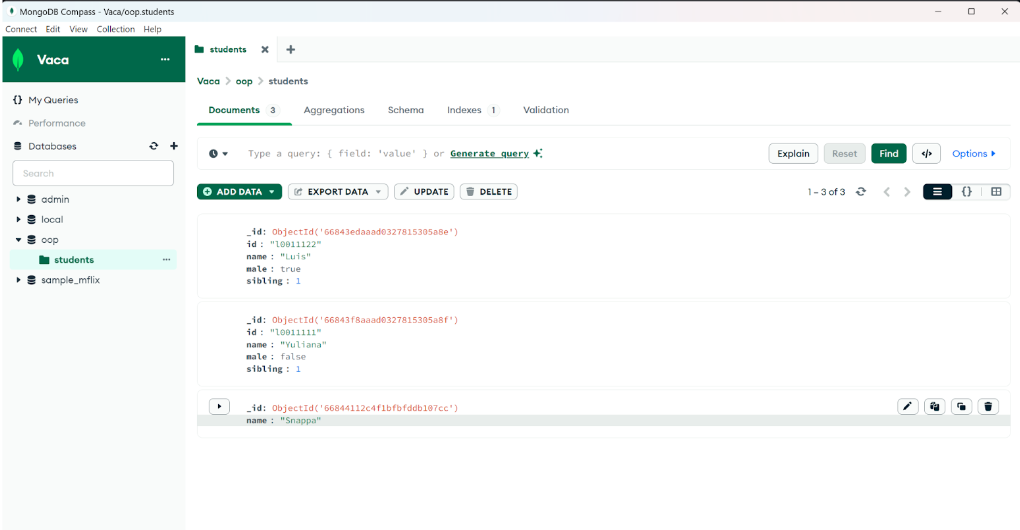 MongoDB Compass - Vaca/oop.students
Connect Edit View Collection Help
Vaca
students
Vaca > oop > students
My Queries
Performance
Databases
Search
admin
local
oop
students
sample_mflix
Documents 3 Aggregations Schema Indexes 1 Validation
Type a query: { field: 'value' } or Generate query
Explain Reset Find </> Options
ADD DATA EXPORT DATA UPDATE DELETE
1 – 3 of 3
_id: ObjectId('66843edaaad0327815305a8e')
id : "l0011122"
name : "Luis"
male : true
sibling : 1
_id: ObjectId('66843f8aaad0327815305a8f')
id : "l0011111"
name : "Yuliana"
male : false
sibling : 1
_id: ObjectId('66844112c4f1bfbfddb107cc')
name : "Snappa"